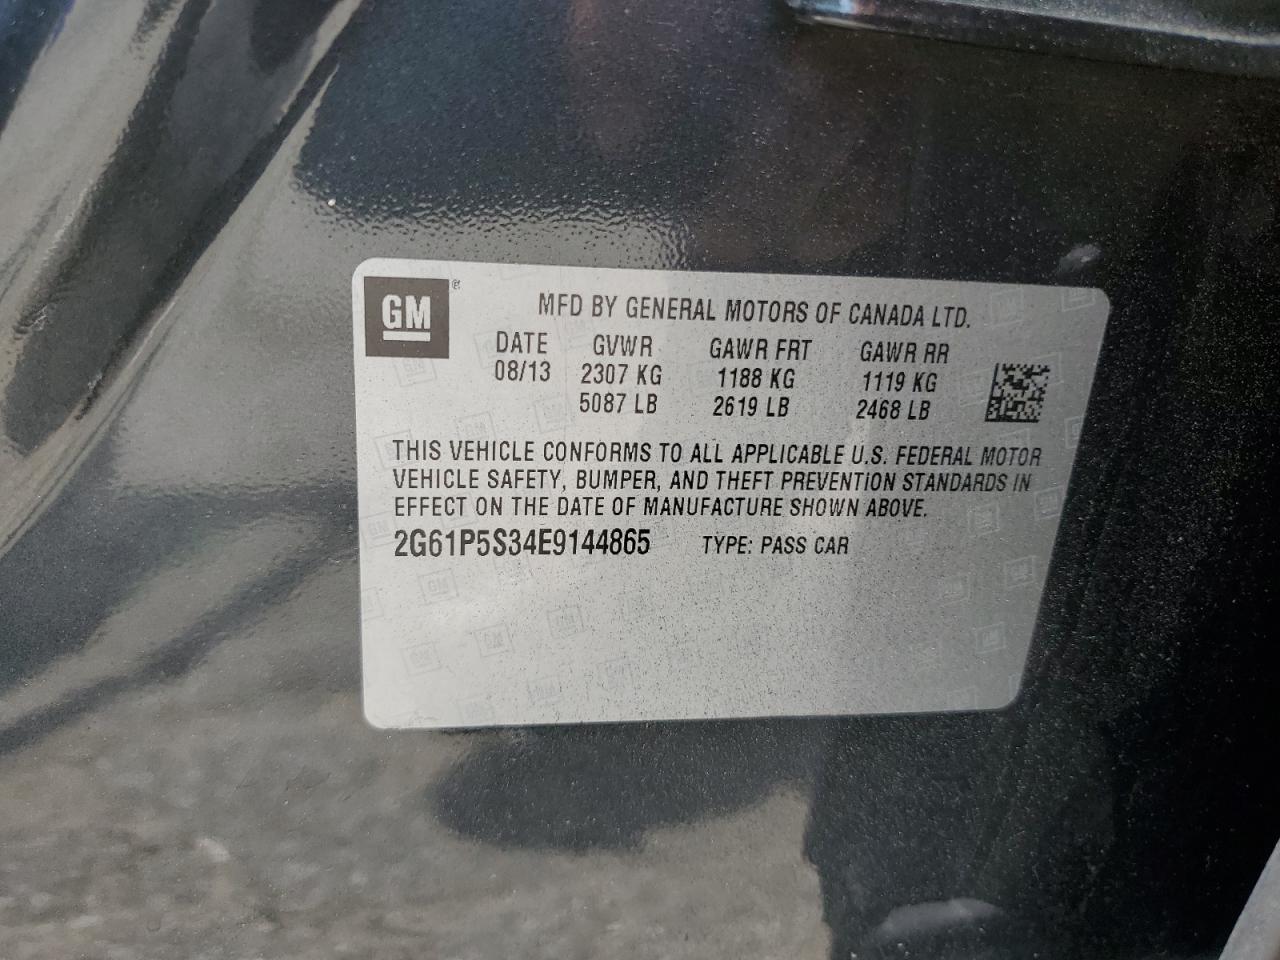 GM®
MFD BY GENERAL MOTORS OF CANADA LTD.
DATE GVWR GAWR FRT GAWR RR
08/13 2307 KG 1188 KG 1119 KG
5087 LB 2619 LB 2468 LB
THIS VEHICLE CONFORMS TO ALL APPLICABLE U.S. FEDERAL MOTOR
VEHICLE SAFETY, BUMPER, AND THEFT PREVENTION STANDARDS IN
EFFECT ON THE DATE OF MANUFACTURE SHOWN ABOVE.
2G61P5S34E9144865 TYPE: PASS CAR